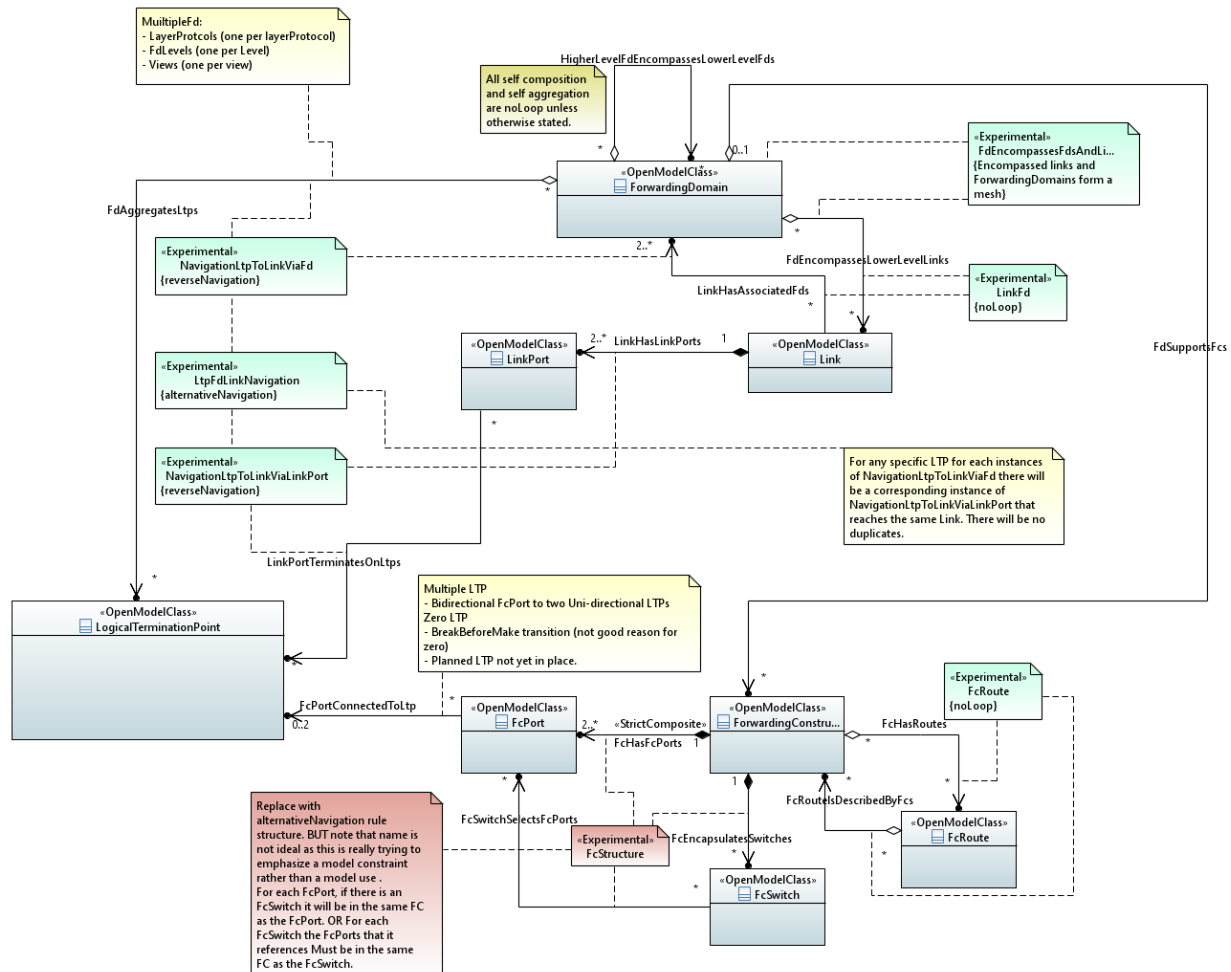 MuiltipleFd:
- LayerProtcols (one per layerProtocol)
- FdLevels (one per Level)
- Views (one per view)
HigherLevelFdEncompassesLowerLevelFds
All self composition
and self aggregation
are noLoop unless
otherwise stated.
*
*
0..1
«Experimental»
FdEncompassesFdsAndLi...
{Encompassed links and
ForwardingDomains form a
mesh}
«OpenModelClass»
ForwardingDomain
*
FdAggregatesLtps
*
2..*
«Experimental»
NavigationLtpToLinkViaFd
{reverseNavigation}
FdEncompassesLowerLevelLinks
«Experimental»
LinkFd
{noLoop}
LinkHasAssociatedFds
*
*
FdSupportsFcs
«OpenModelClass»
LinkPort
2..*
LinkHasLinkPorts
1
«OpenModelClass»
Link
«Experimental»
LtpFdLinkNavigation
{alternativeNavigation}
*
«Experimental»
NavigationLtpToLinkViaLinkPort
{reverseNavigation}
For any specific LTP for each instances
of NavigationLtpToLinkViaFd there will
be a corresponding instance of
NavigationLtpToLinkViaLinkPort that
reaches the same Link. There will be no
duplicates.
LinkPortTerminatesOnLtps
*
«OpenModelClass»
LogicalTerminationPoint
*
Multiple LTP
- Bidirectional FcPort to two Uni-directional LTPs
Zero LTP
- BreakBeforeMake transition (not good reason for
zero)
- Planned LTP not yet in place.
*
«Experimental»
FcRoute
{noLoop}
FcPortConnectedToLtp
0..2
*
«OpenModelClass»
FcPort
2..*
«StrictComposite»
FcHasFcPorts
1
«OpenModelClass»
ForwardingConstru...
FcHasRoutes
*
*
*
1
*
FcRouteIsDescribedByFcs
*
Replace with
alternativeNavigation rule
structure. BUT note that name is
not ideal as this is really trying to
emphasize a model constraint
rather than a model use .
For each FcPort, if there is an
FcSwitch it will be in the same FC
as the FcPort. OR For each
FcSwitch the FcPorts that it
references Must be in the same
FC as the FcSwitch.
FcSwitchSelectsFcPorts
«Experimental»
FcStructure
FcEncapsulatesSwitches
*
*
«OpenModelClass»
FcRoute
«OpenModelClass»
FcSwitch